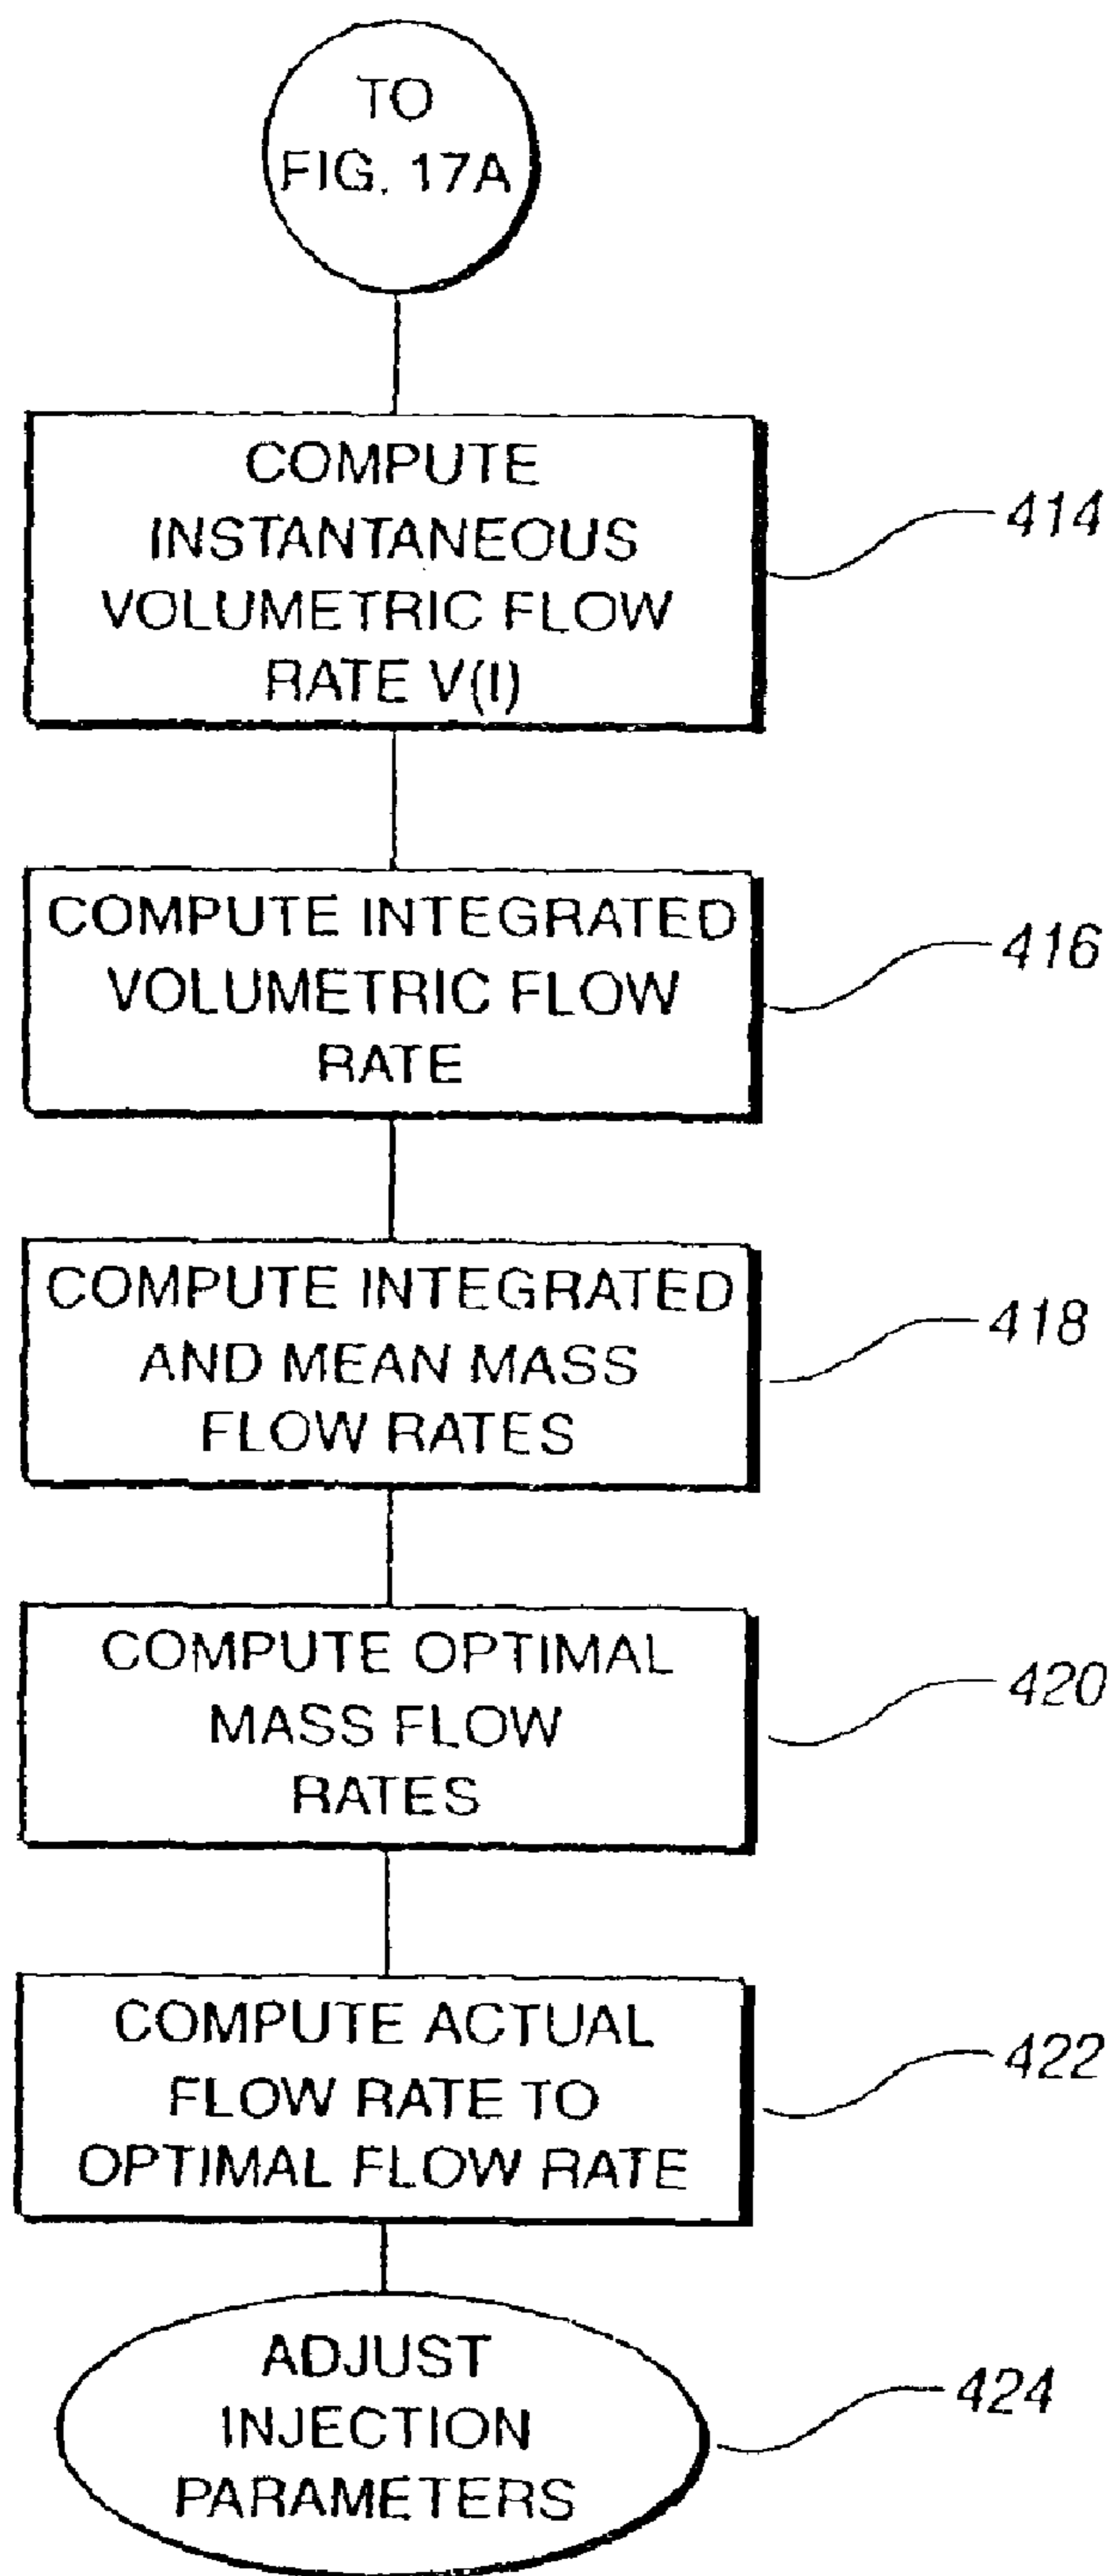 TO
FIG. 17A
COMPUTE
INSTANTANEOUS
VOLUMETRIC FLOW
RATE V(I)
414
COMPUTE INTEGRATED
VOLUMETRIC FLOW
RATE
416
COMPUTE INTEGRATED
AND MEAN MASS
FLOW RATES
418
COMPUTE OPTIMAL
MASS FLOW
RATES
420
COMPUTE ACTUAL
FLOW RATE TO
OPTIMAL FLOW RATE
422
ADJUST
INJECTION
PARAMETERS
424